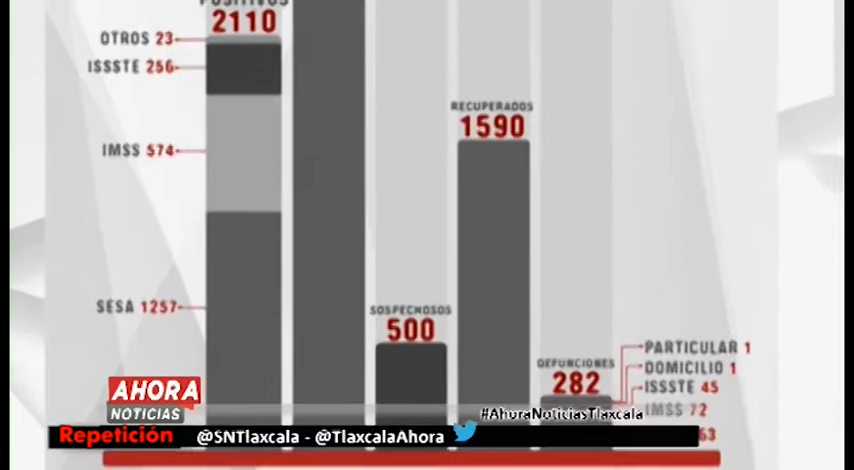 POSITIVOS
2110
OTROS 23
ISSSTE 256
IMSS 574
SESA 1257
RECUPERADOS
1590
SOSPECHOSOS
500
DEFUNCIONES
282
PARTICULAR 1
DOMICILIO 1
ISSSTE 45
IMSS 72
63
AHORA
NOTICIAS
#AhoraNoticiasTlaxcala
Repetición
@SNTlaxcala - @TlaxcalaAhora